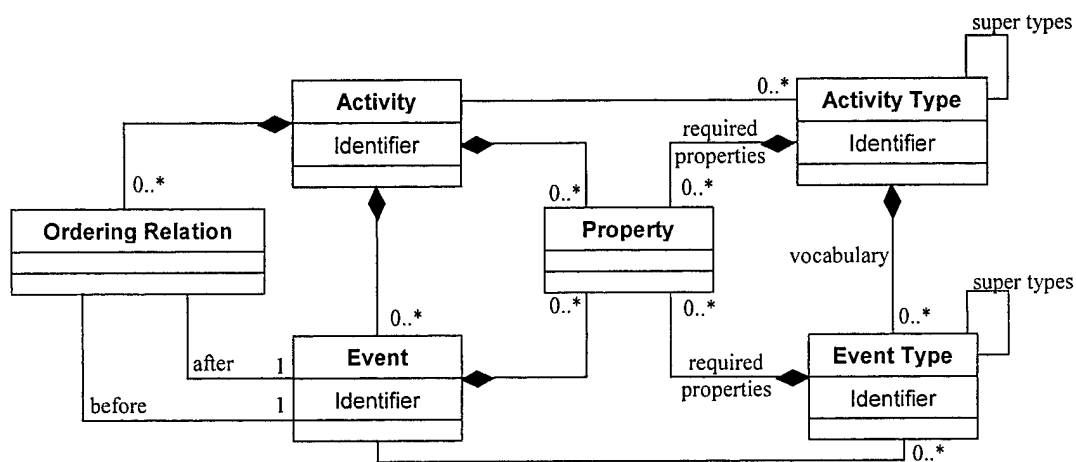 super types
Activity
0..*
Activity Type
Identifier
required
properties
Identifier
0..*
0..*
0..*
Ordering Relation
Property
vocabulary
super types
0..*
0..*
0..*
0..*
Event
Event Type
after
1
required
properties
Identifier
Identifier
before
1
0..*